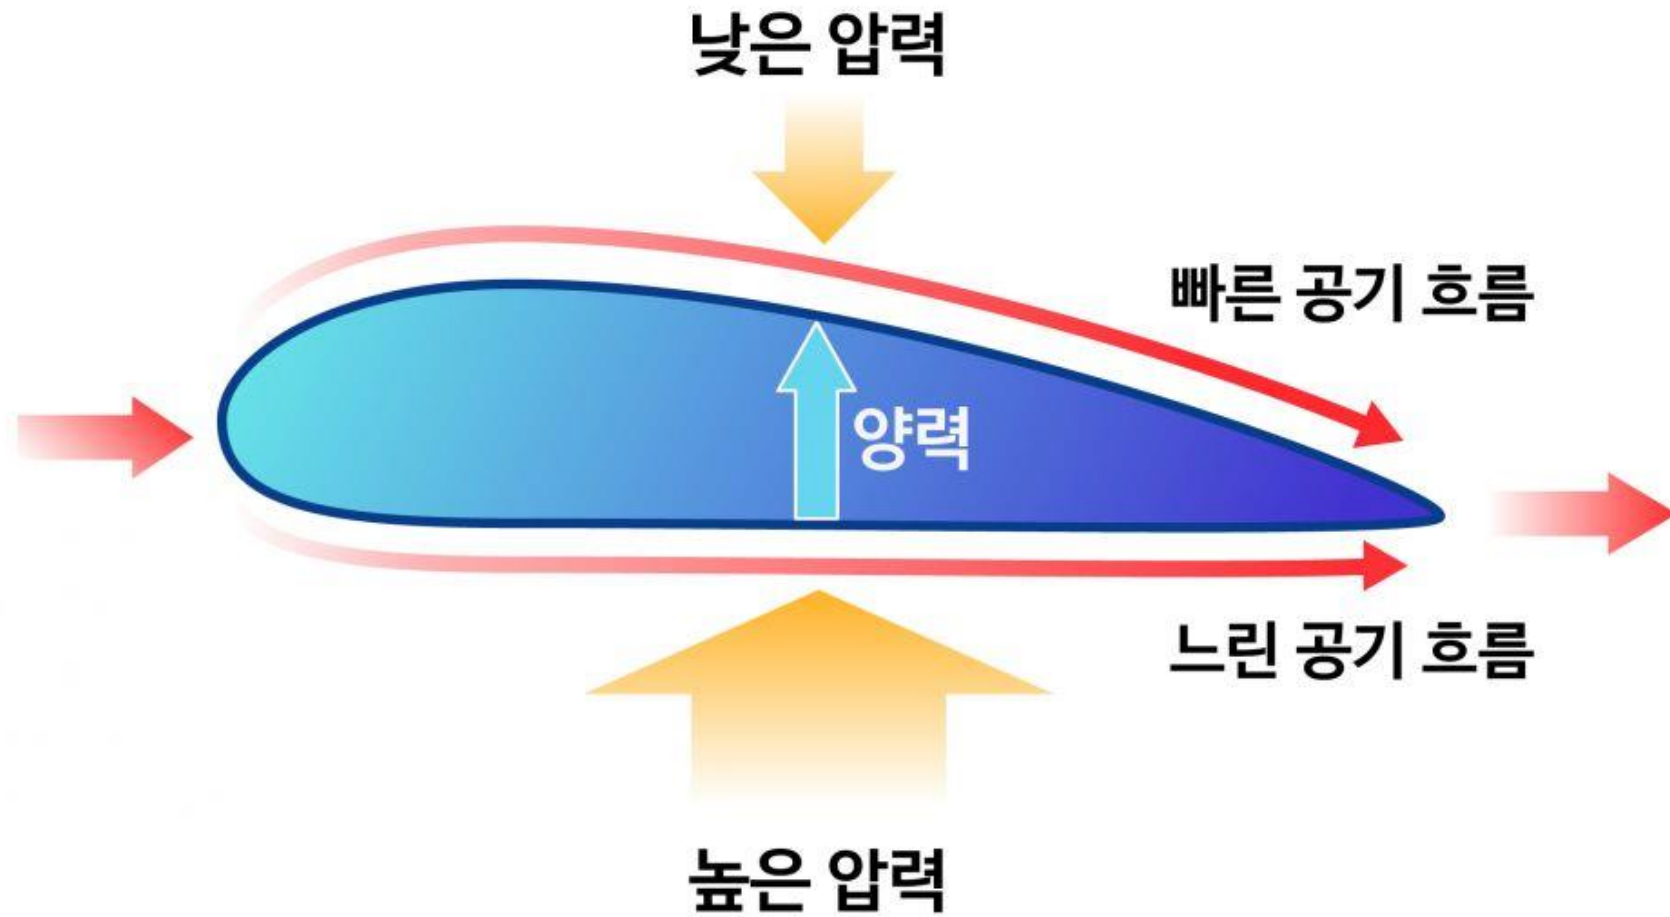 낮은 압력
빠른 공기 흐름
양력
느린 공기 흐름
높은 압력